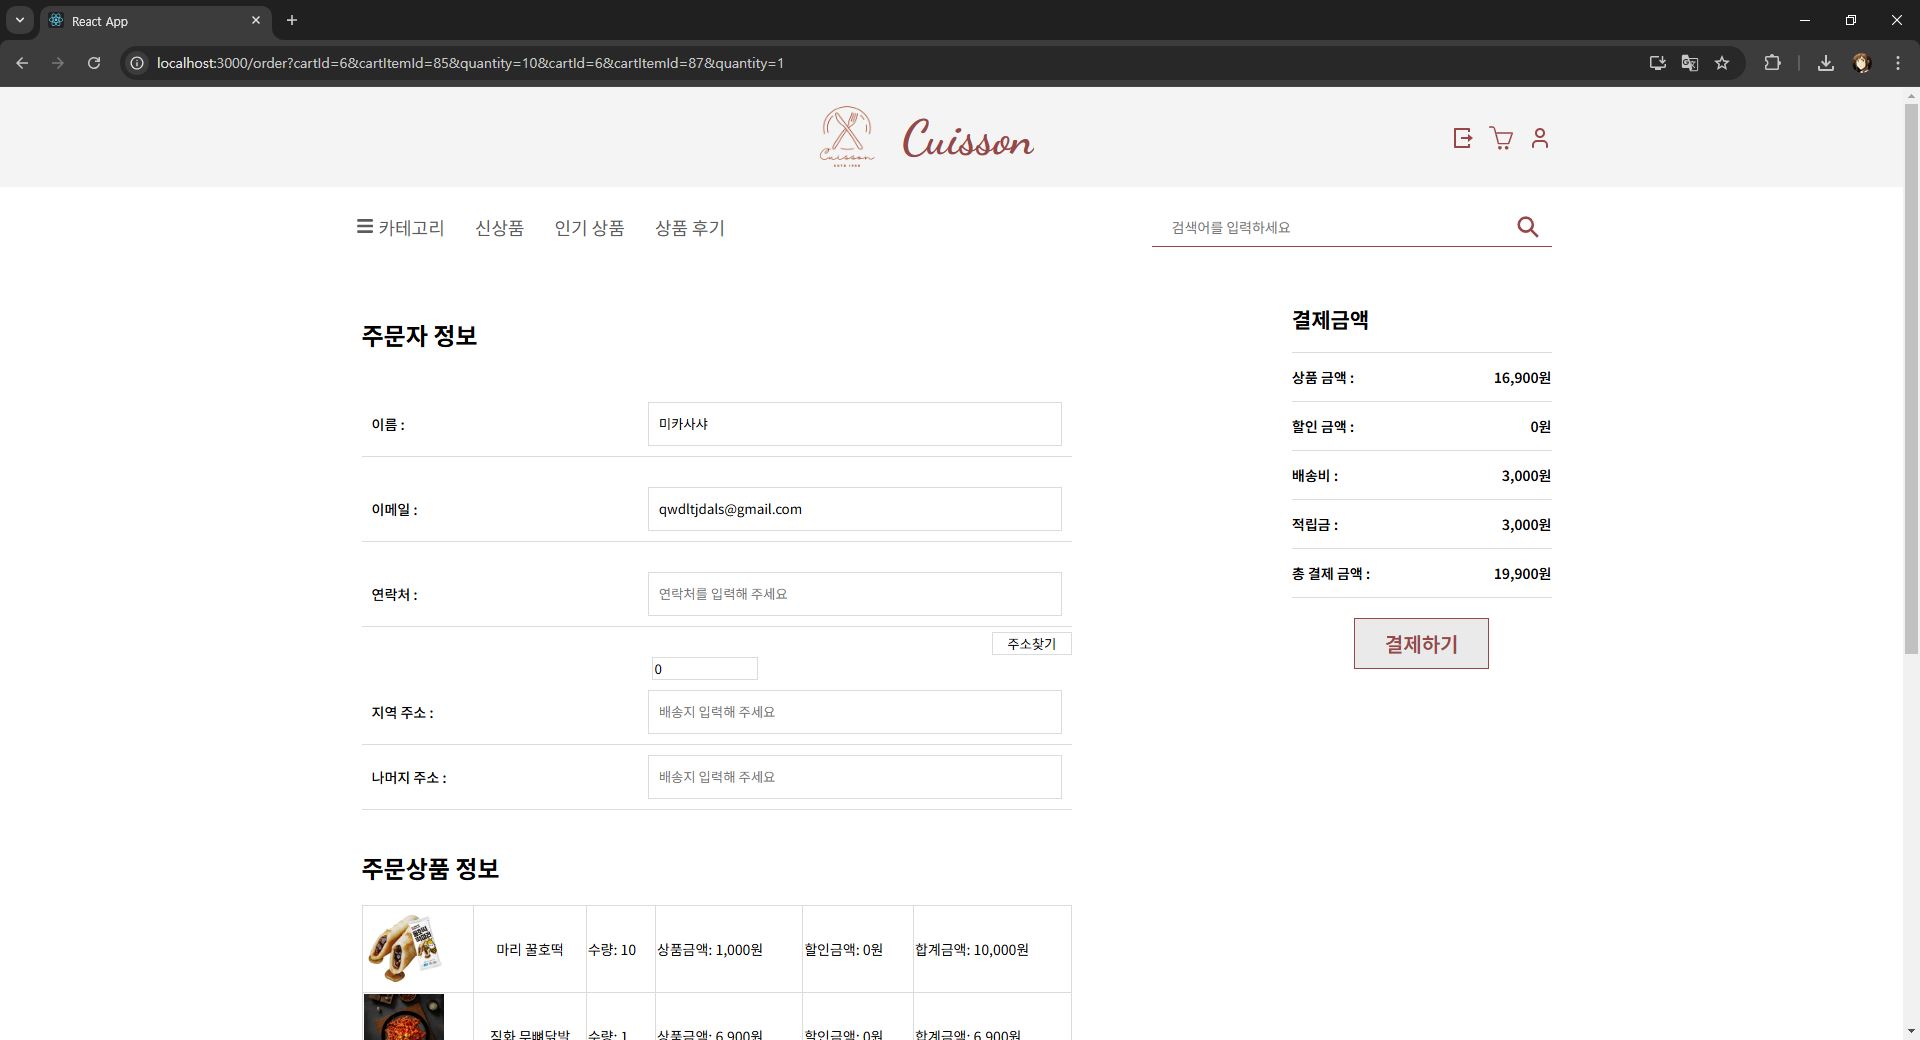 React App
localhost:3000/order?cartId=6&cartItemId=85&quantity=10&cartId=6&cartItemId=87&quantity=1
Cuisson
Cuisson
카테고리 신상품 인기 상품 상품 후기 검색어를 입력하세요
주문자 정보
이름 : 미카사샤
이메일 : qwdltjdals@gmail.com
연락처 : 연락처를 입력해 주세요
주소찾기
0
지역 주소 : 배송지 입력해 주세요
나머지 주소 : 배송지 입력해 주세요
결제금액
상품 금액 : 16,900원
할인 금액 : 0원
배송비 : 3,000원
적립금 : 3,000원
총 결제 금액 : 19,900원
결제하기
주문상품 정보
마리 꿀호떡 수량: 10 상품금액: 1,000원 할인금액: 0원 합계금액: 10,000원
직화 무뼈닭발 수량: 1 상품금액: 6,900원 할인금액: 0원 합계금액: 6,900원